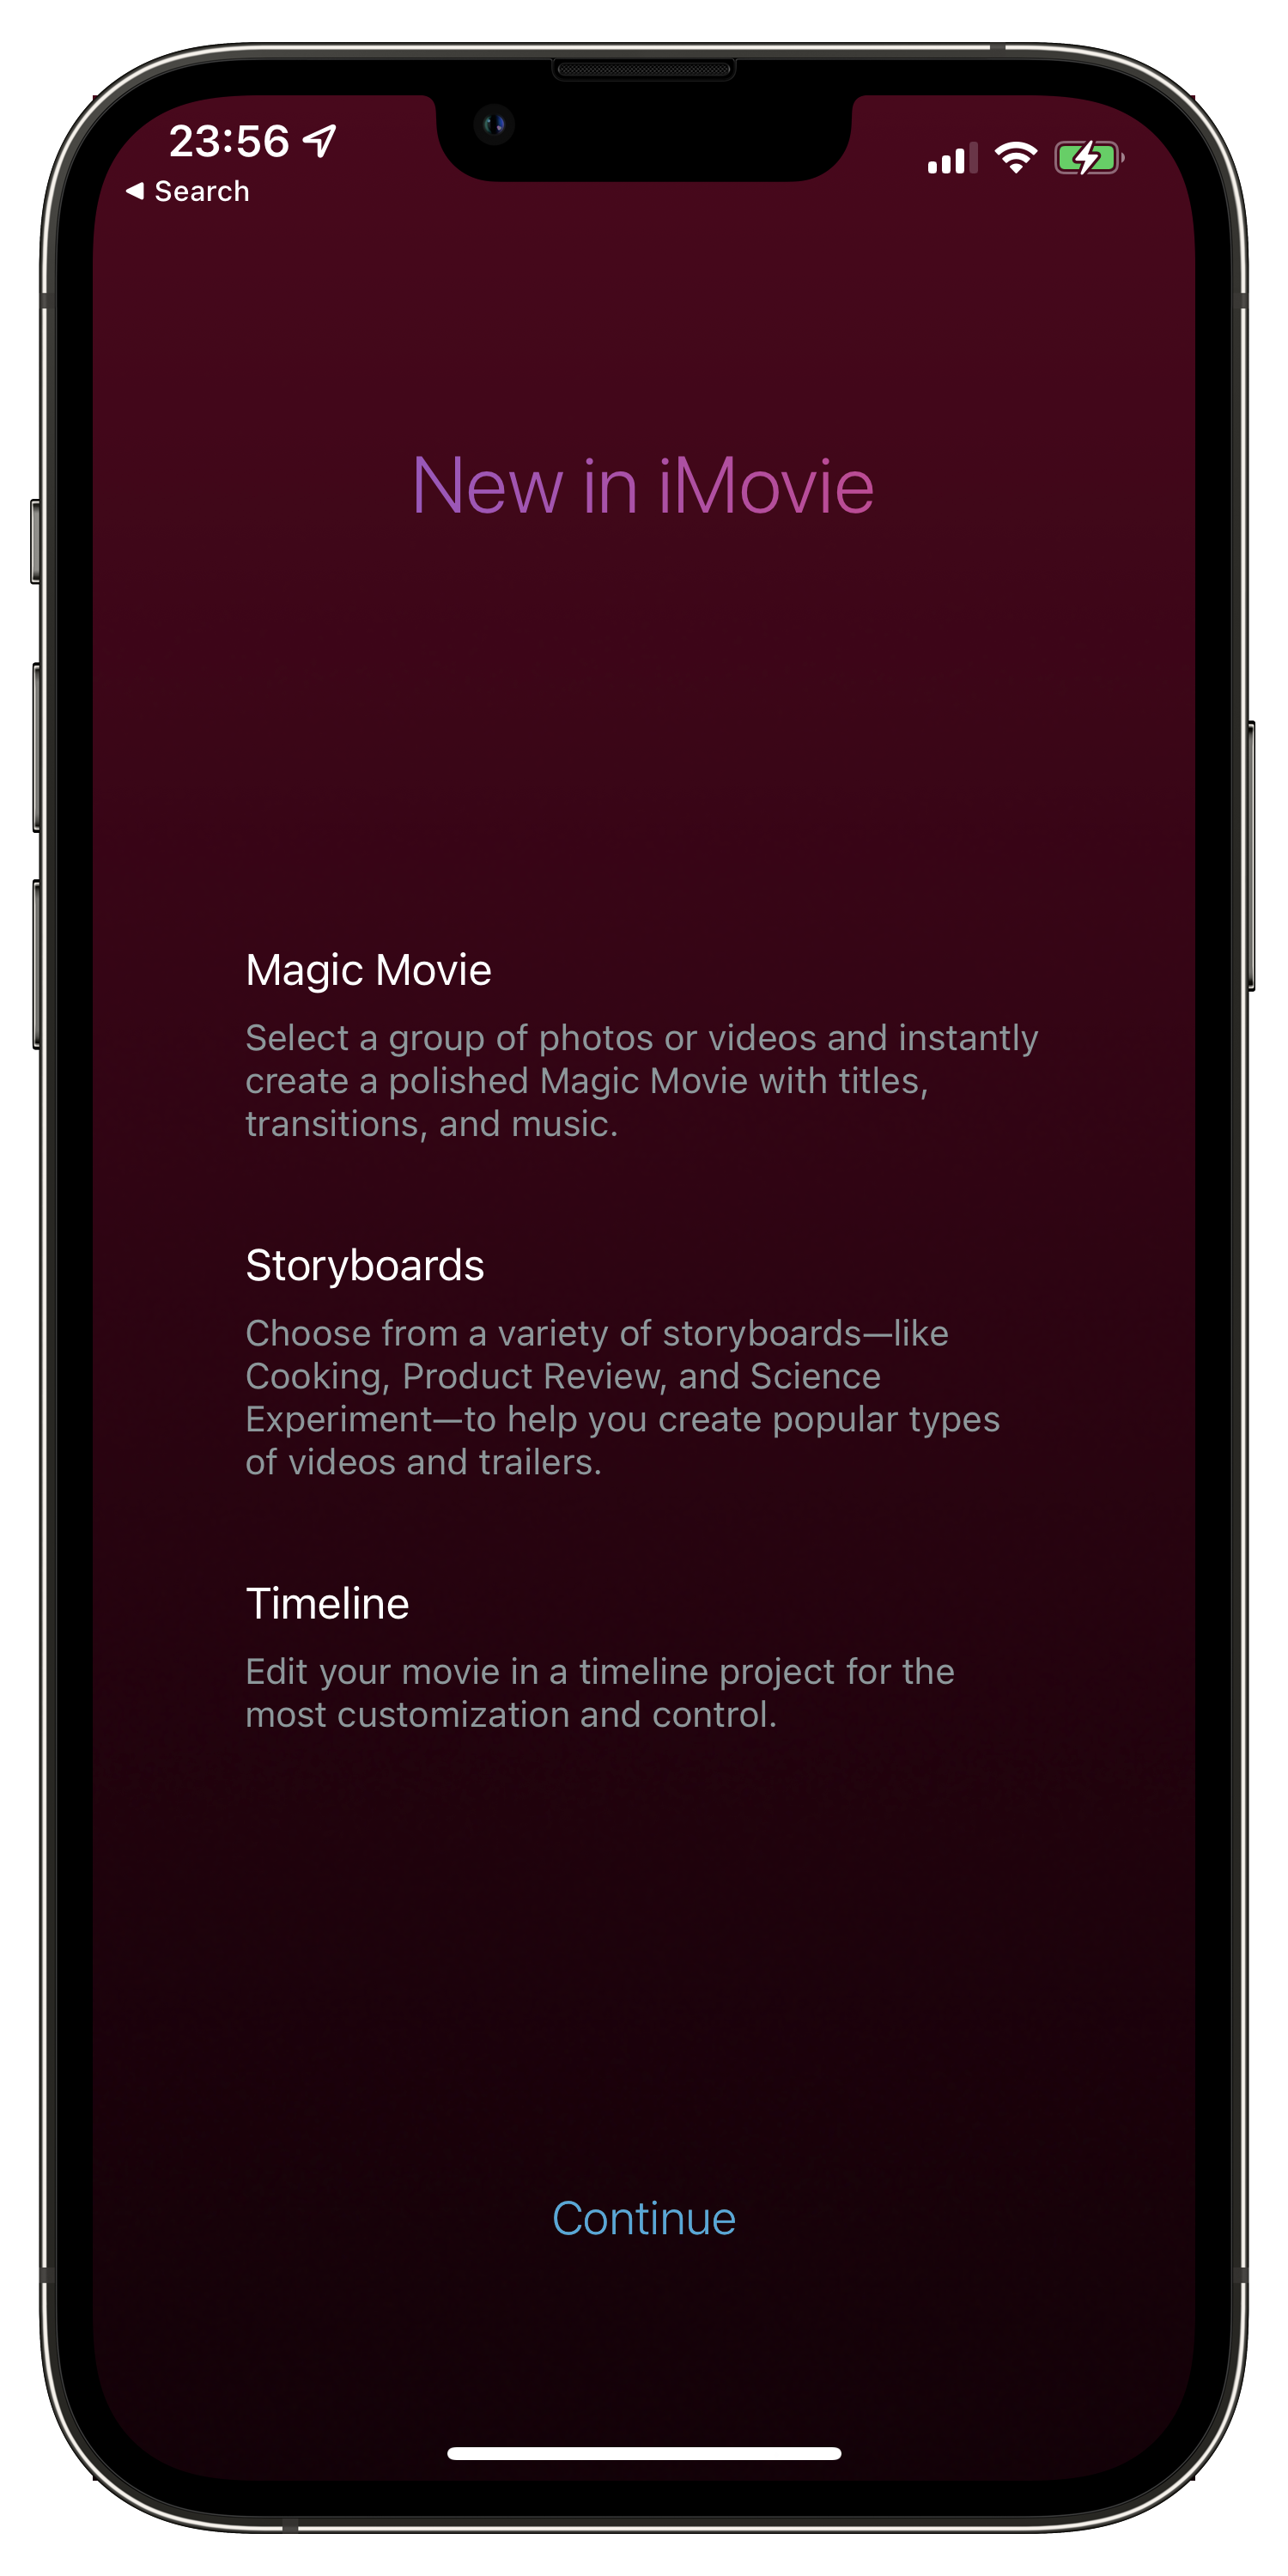 23:56
◀ Search
New in iMovie
Magic Movie
Select a group of photos or videos and instantly
create a polished Magic Movie with titles,
transitions, and music.
Storyboards
Choose from a variety of storyboards—like
Cooking, Product Review, and Science
Experiment—to help you create popular types
of videos and trailers.
Timeline
Edit your movie in a timeline project for the
most customization and control.
Continue